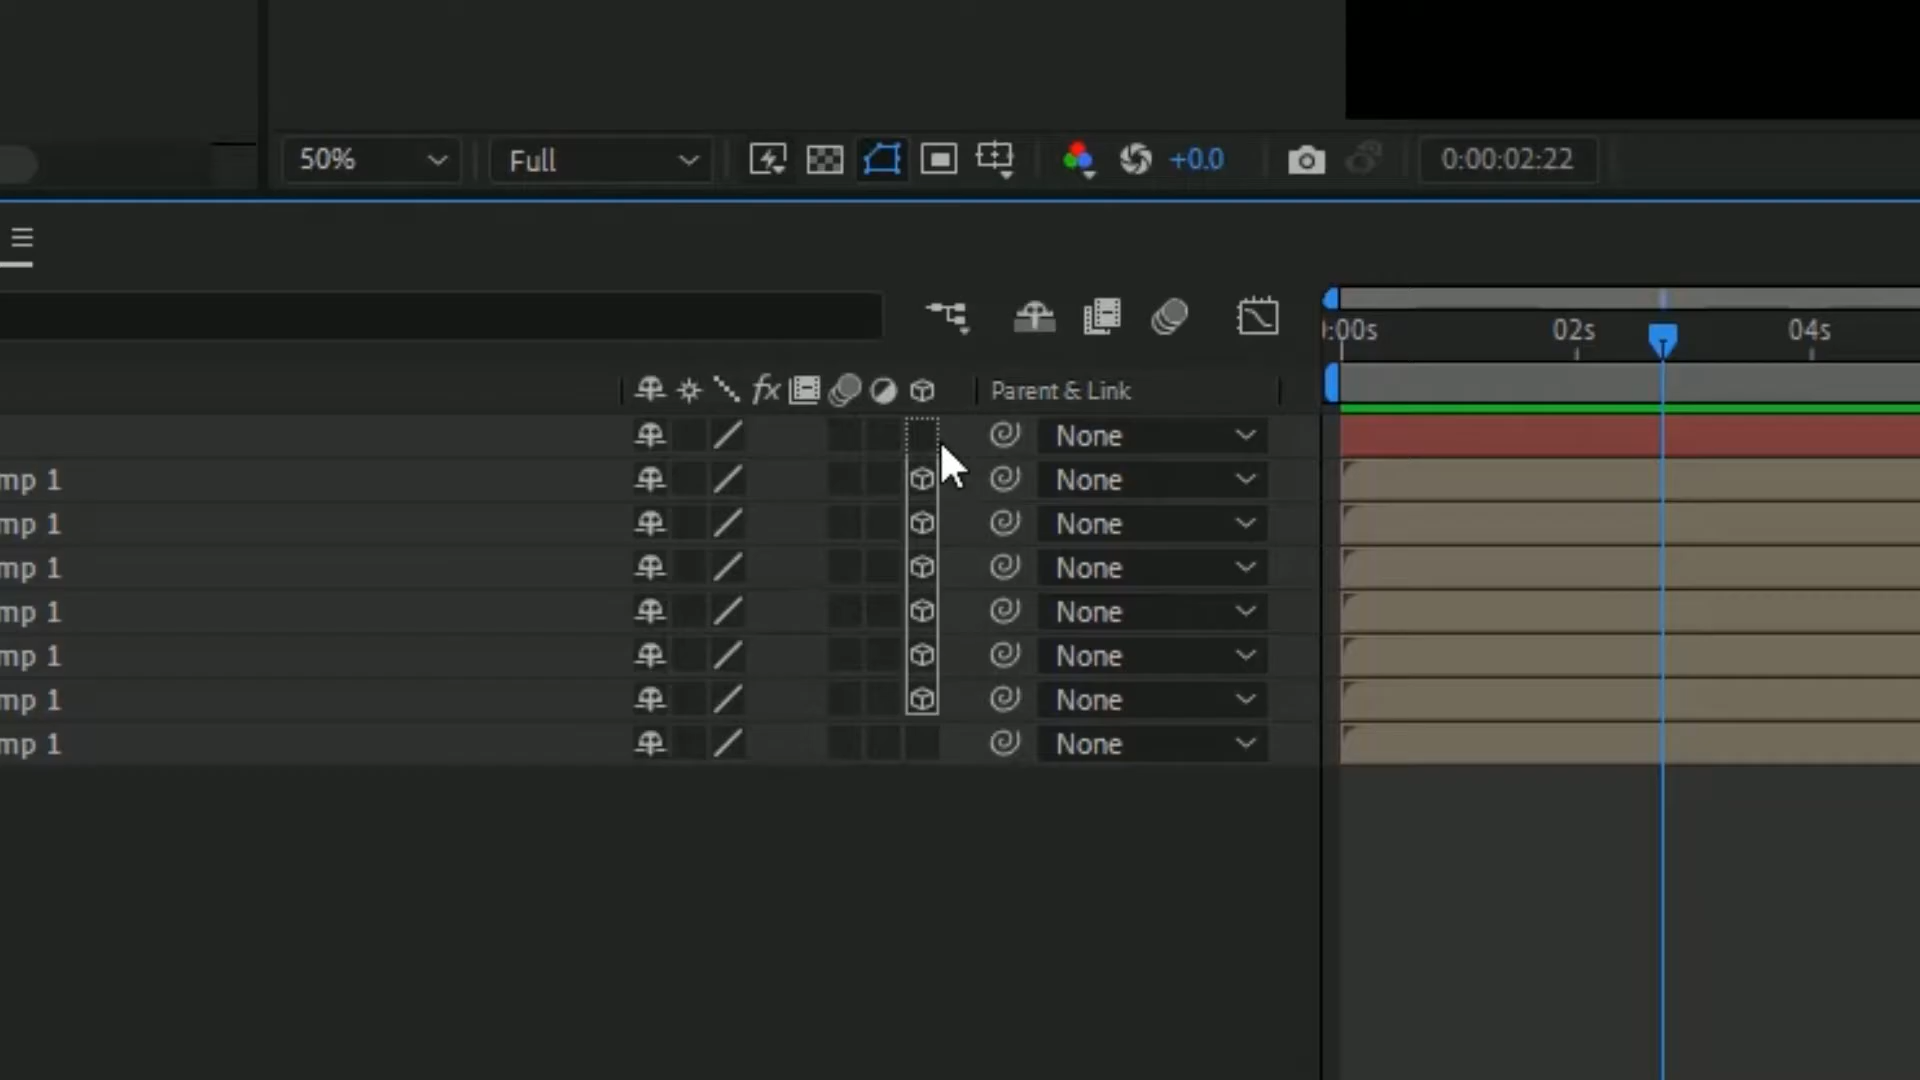 50% Full +0.0 0:00:02:22
):00s 02s 04s
fx Parent & Link
None
mp 1 None
mp 1 None
mp 1 None
mp 1 None
mp 1 None
mp 1 None
mp 1 None